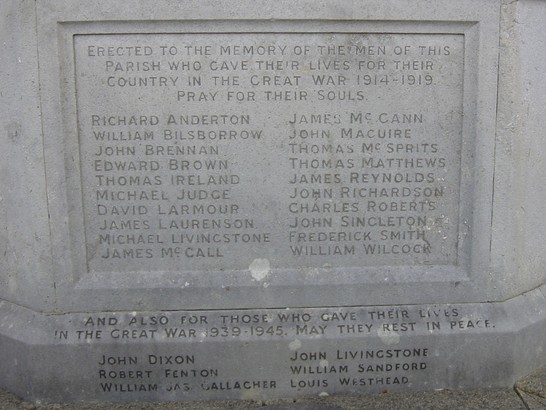 ERECTED TO THE MEMORY OF THE MEN OF THIS
PARISH WHO GAVE THEIR LIVES FOR THEIR
COUNTRY IN THE GREAT WAR 1914-1919.
PRAY FOR THEIR SOULS.
RICHARD ANDERTON
WILLIAM BILSBORROW
JOHN BRENNAN
EDWARD BROWN
THOMAS IRELAND
MICHAEL JUDGE
DAVID LARMOUR
JAMES LAURENSON
MICHAEL LIVINGSTONE
JAMES McCALL
JAMES McGANN
JOHN MAGUIRE
THOMAS McSPRITS
THOMAS MATTHEWS
JAMES REYNOLDS
JOHN RICHARDSON
CHARLES ROBERTS
JOHN SINGLETON
FREDERICK SMITH
WILLIAM WILCOCK
AND ALSO FOR THOSE WHO GAVE THEIR LIVES
IN THE GREAT WAR 1939-1945. MAY THEY REST IN PEACE.
JOHN DIXON
ROBERT FENTON
WILLIAM JAS. GALLAGHER
JOHN LIVINGSTONE
WILLIAM SANDFORD
LOUIS WESTHEAD